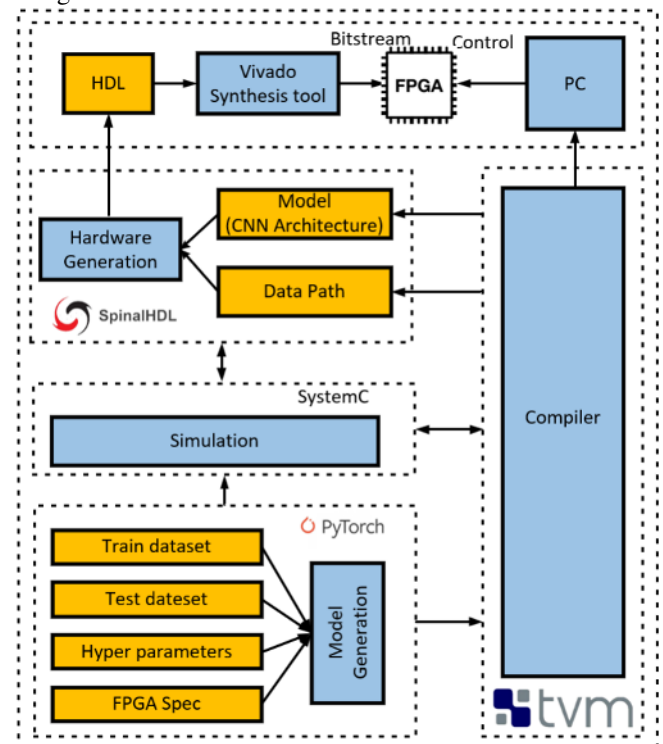 Bitstream
Control
HDL
Vivado
Synthesis tool
FPGA
PC
Model
(CNN Architecture)
Hardware
Generation
Data Path
SpinalHDL
SystemC
Simulation
Compiler
PyTorch
Train dataset
Test dateset
Hyper parameters
FPGA Spec
Model
Generation
tvm